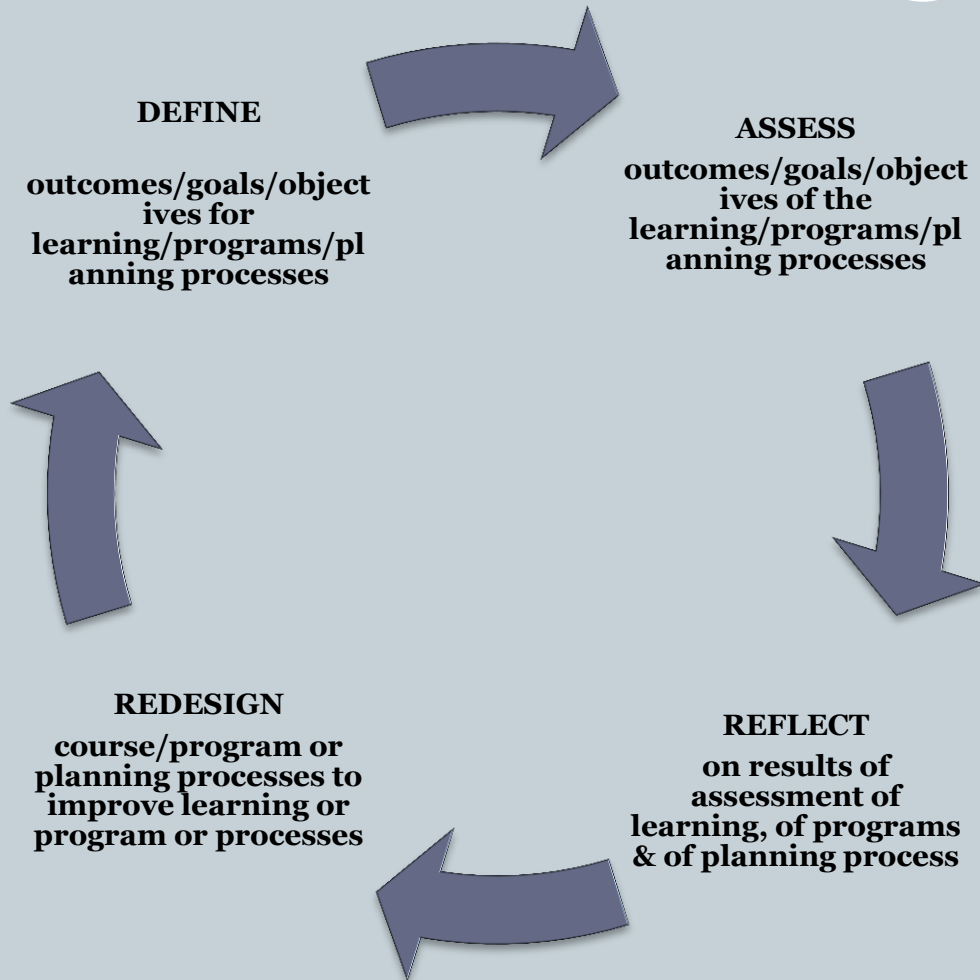 DEFINE
outcomes/goals/object
ives for
learning/programs/pl
anning processes
ASSESS
outcomes/goals/object
ives of the
learning/programs/pl
anning processes
REFLECT
on results of
assessment of
learning, of programs
& of planning process
REDESIGN
course/program or
planning processes to
improve learning or
program or processes